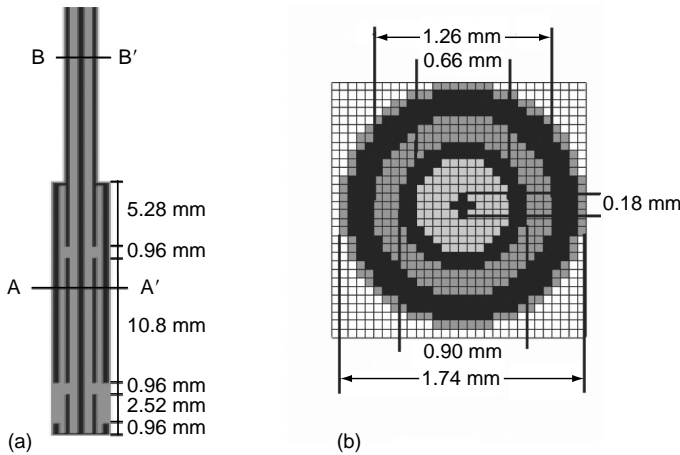 B B′
5.28 mm
0.96 mm
A A′
10.8 mm
0.96 mm
2.52 mm
0.96 mm
(a)
1.26 mm
0.66 mm
0.18 mm
0.90 mm
1.74 mm
(b)